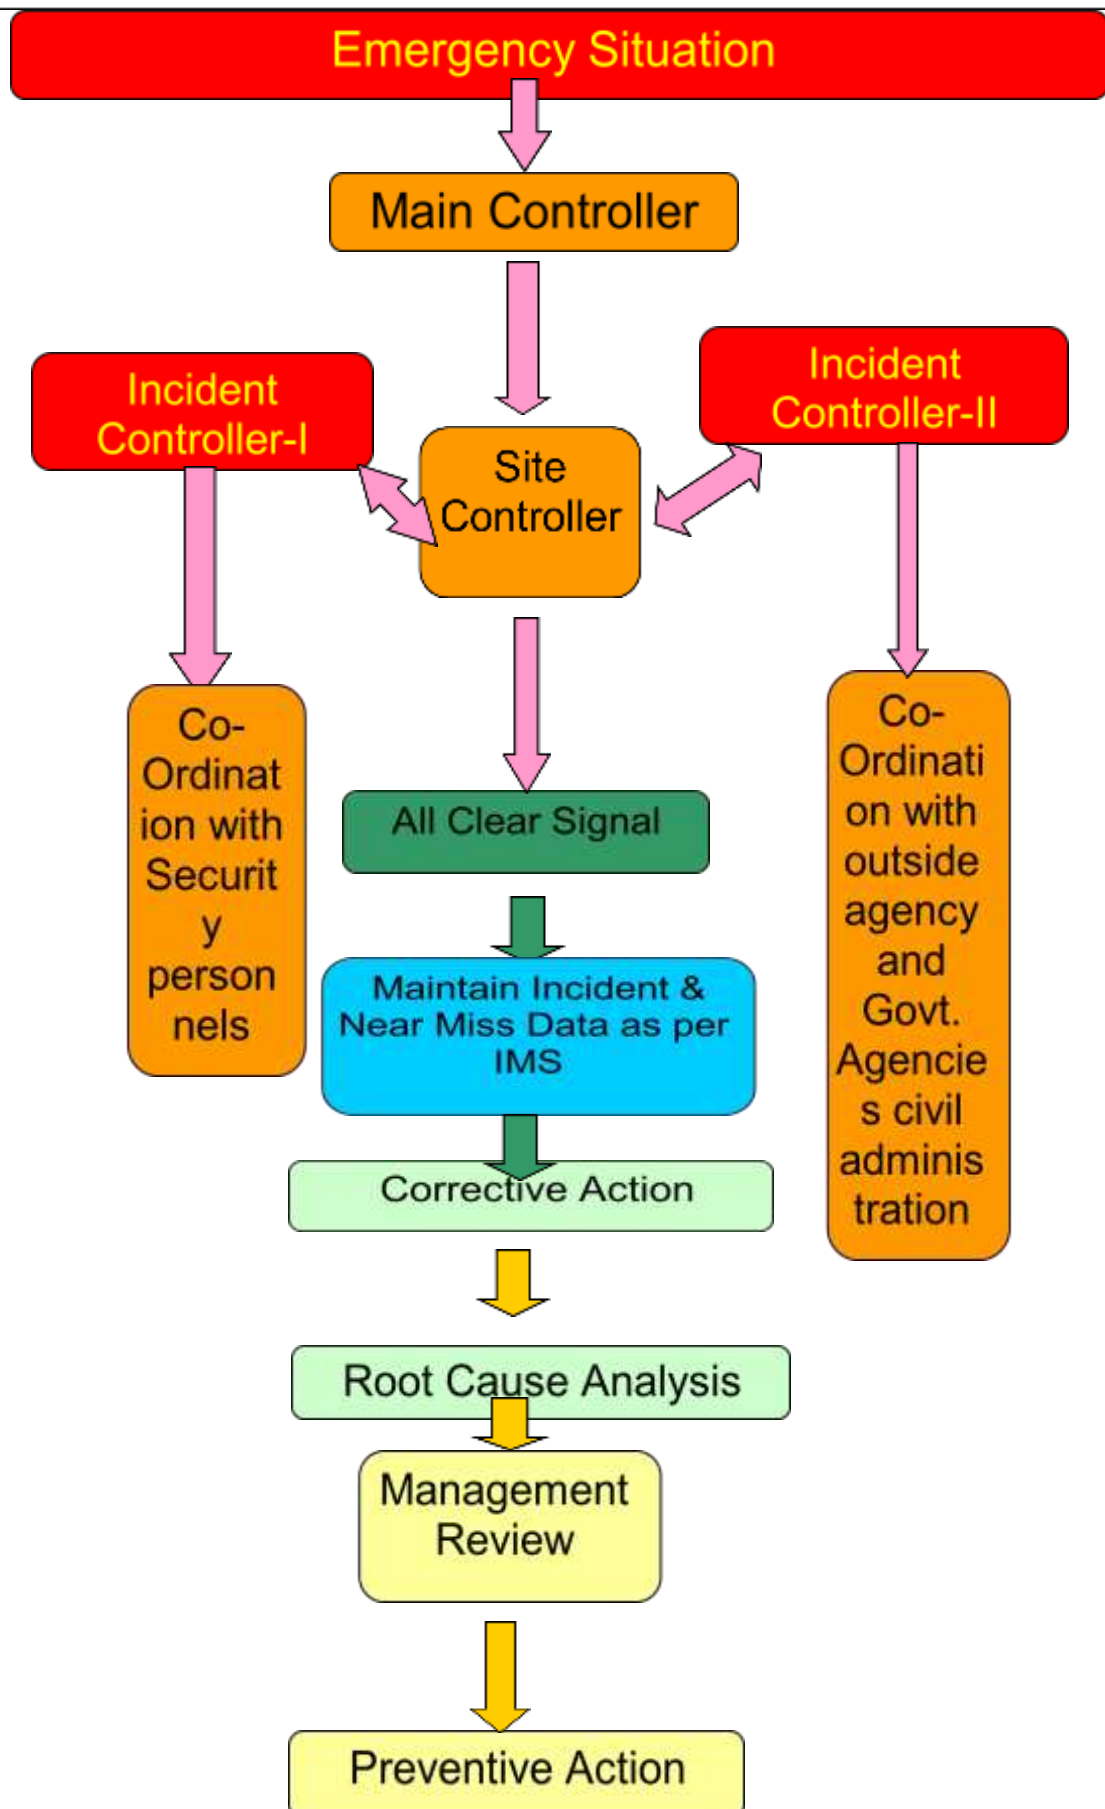 Emergency Situation
Main Controller
Incident
Controller-I
Incident
Controller-II
Site
Controller
Co-
Ordinat
ion with
Securit
y
person
nels
Co-
Ordinati
on with
outside
agency
and
Govt.
Agencie
s civil
adminis
tration
All Clear Signal
Maintain Incident &
Near Miss Data as per
IMS
Corrective Action
Root Cause Analysis
Management
Review
Preventive Action